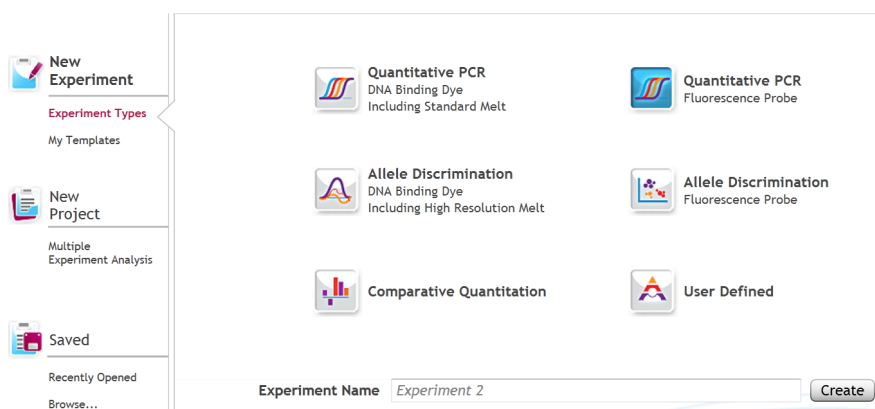 New
Experiment
Experiment Types
My Templates
New
Project
Multiple
Experiment Analysis
Saved
Recently Opened
Browse...
Quantitative PCR
DNA Binding Dye
Including Standard Melt
Quantitative PCR
Fluorescence Probe
Allele Discrimination
DNA Binding Dye
Including High Resolution Melt
Allele Discrimination
Fluorescence Probe
Comparative Quantitation
User Defined
Experiment Name Experiment 2 Create